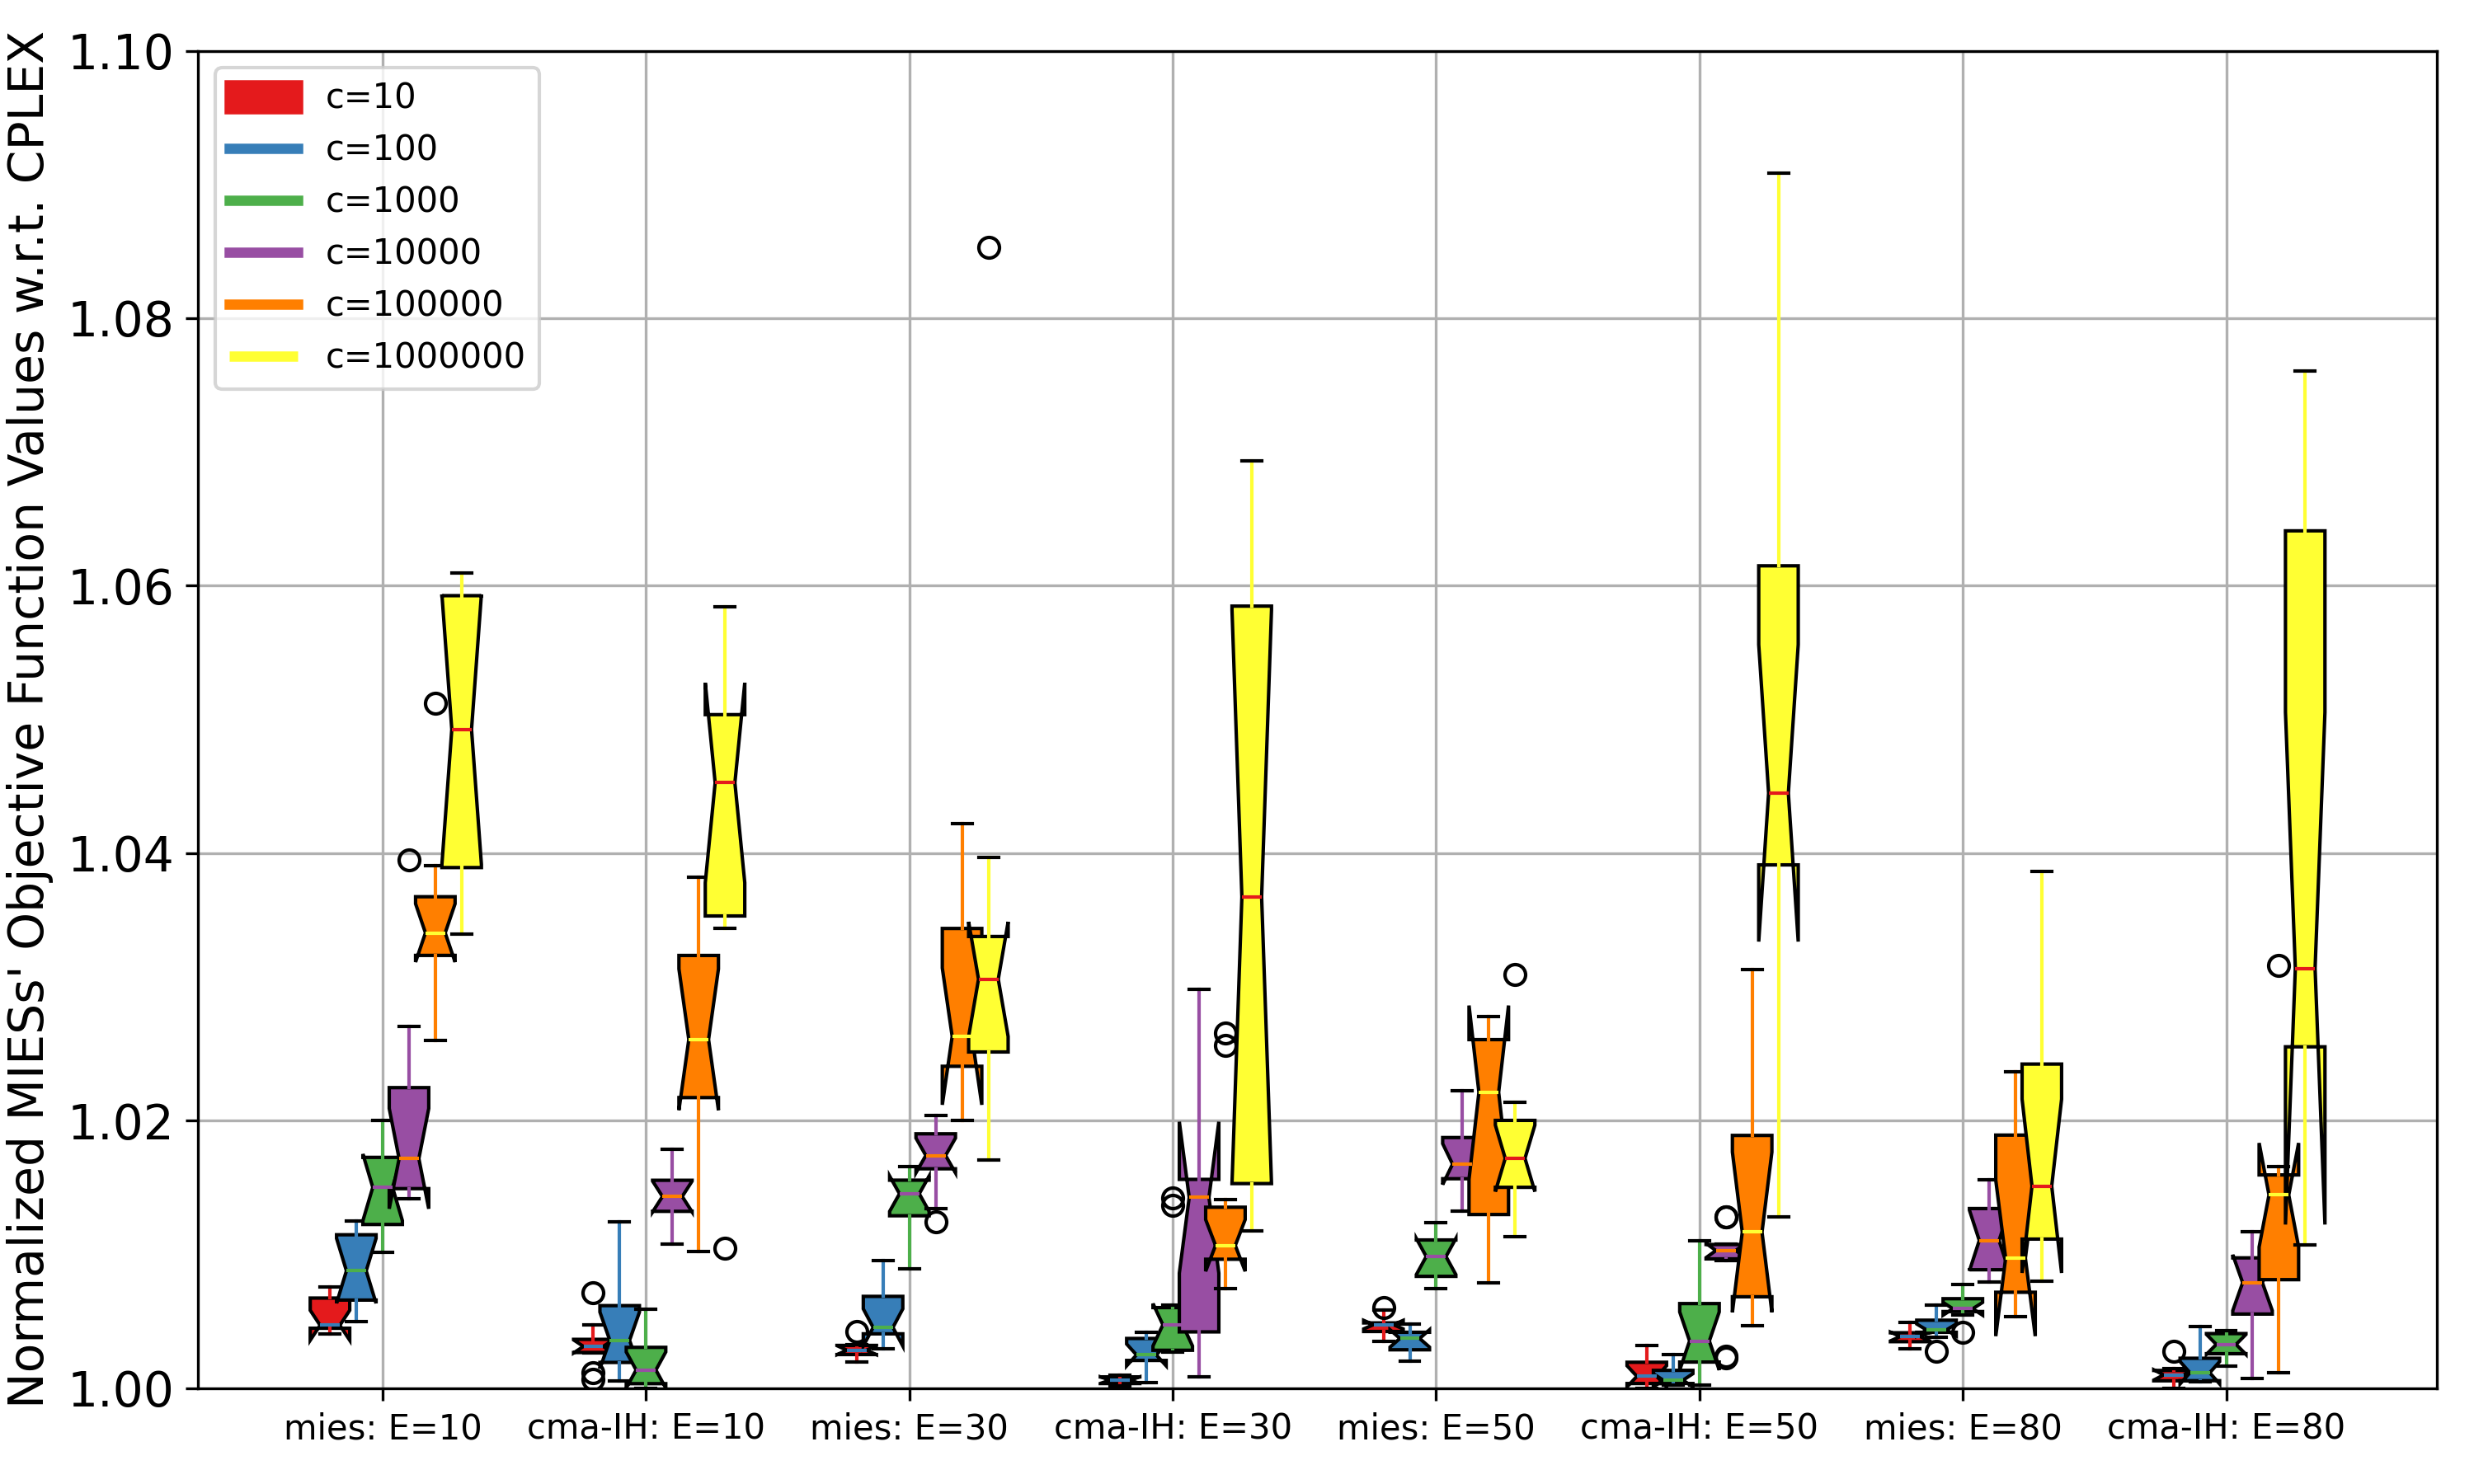 Normalized MIESs' Objective Function Values w.r.t. CPLEX
1.10
1.08
1.06
1.04
1.02
1.00
c=10
c=100
c=1000
c=10000
c=100000
c=1000000
mies: E=10
cma-IH: E=10
mies: E=30
cma-IH: E=30
mies: E=50
cma-IH: E=50
mies: E=80
cma-IH: E=80